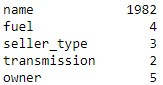 name 1982
fuel 4
seller_type 3
transmission 2
owner 5